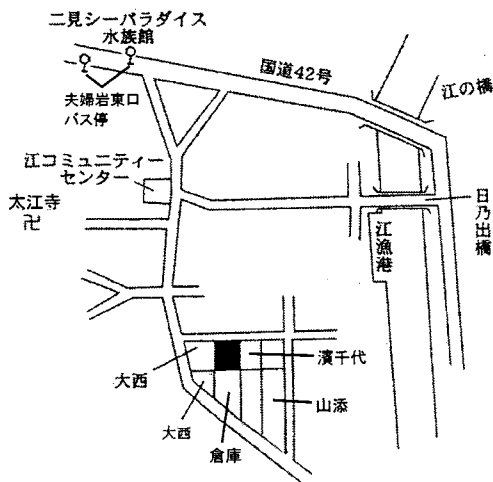 二見シーパラダイス
水族館
国道42号
江の橋
夫婦岩東口
バス停
江コミュニティー
センター
太江寺
卍
日乃出橋
江漁港
大西
濱千代
大西
倉庫
山添